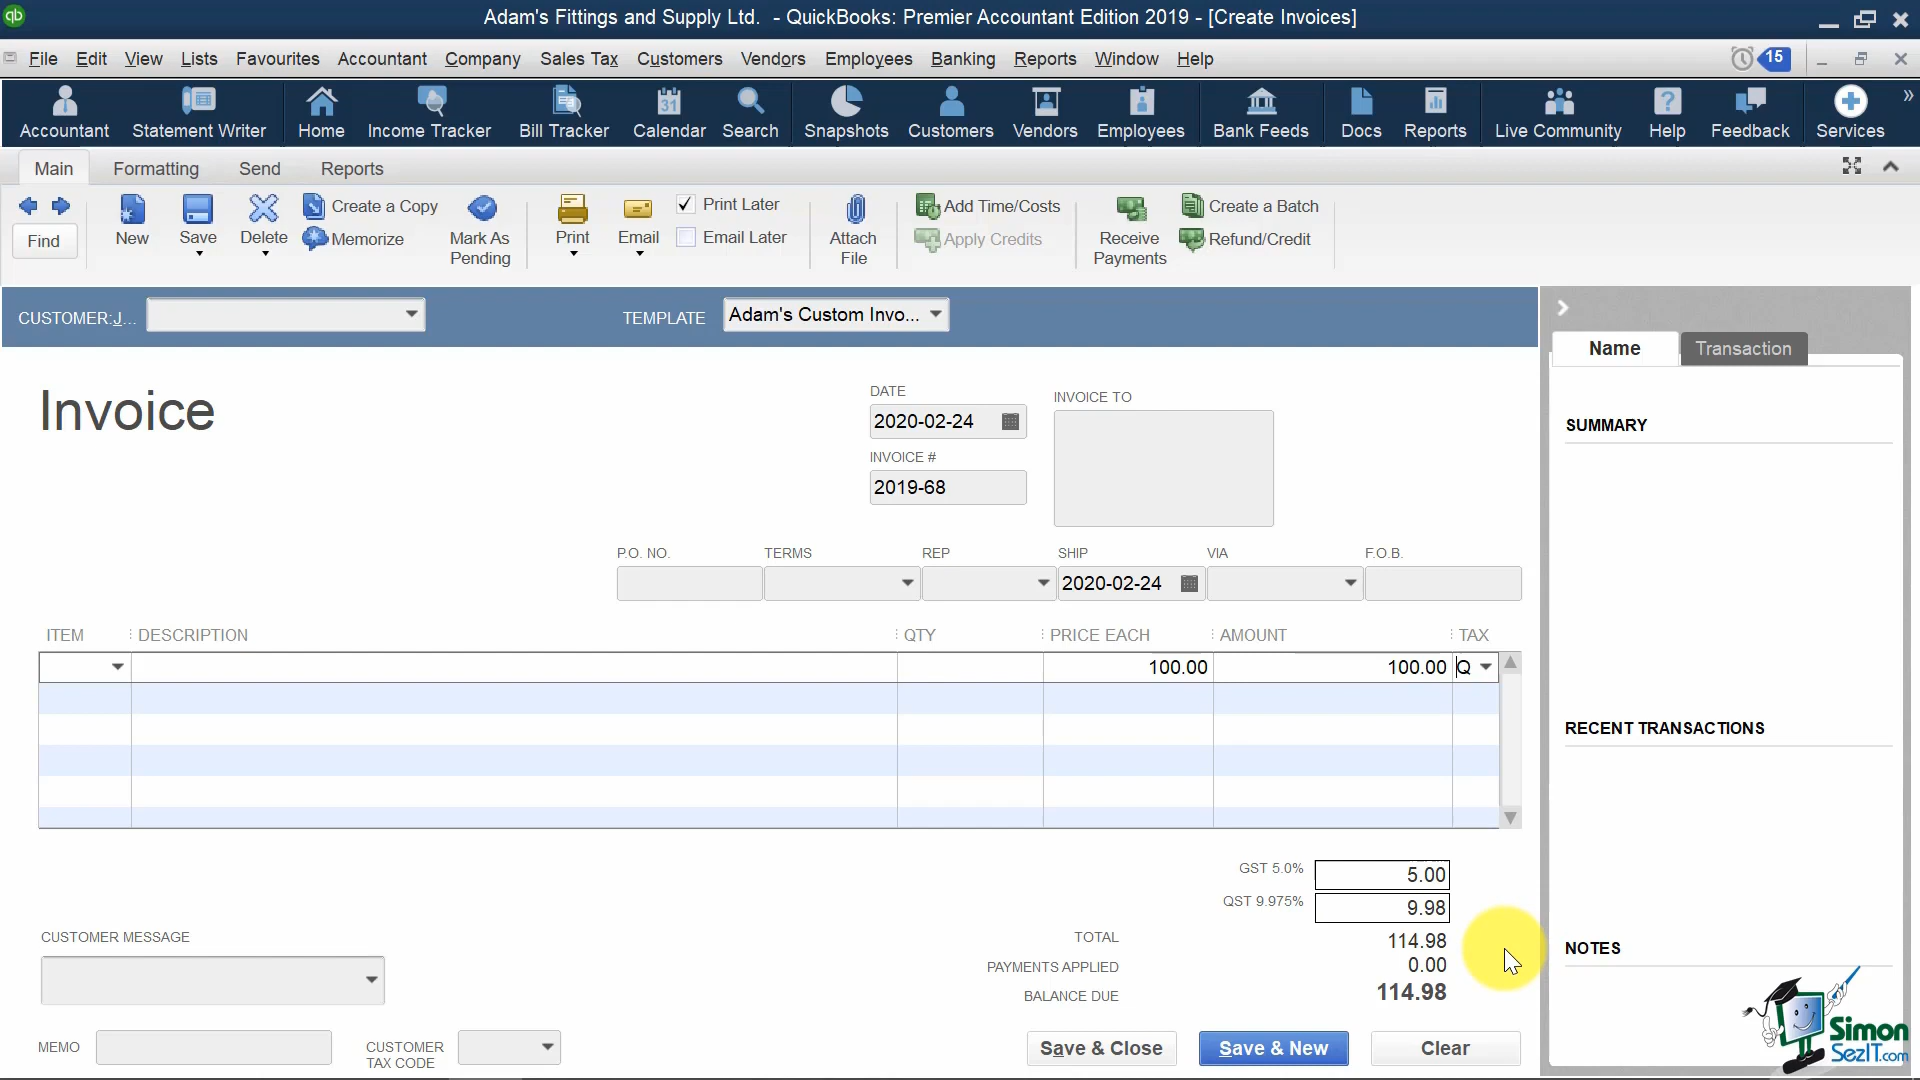 qb
Adam's Fittings and Supply Ltd. - QuickBooks: Premier Accountant Edition 2019 - [Create Invoices]
File Edit View Lists Favourites Accountant Company Sales Tax Customers Vendors Employees Banking Reports Window Help 15
31
Accountant Statement Writer Home Income Tracker Bill Tracker Calendar Search Snapshots Customers Vendors Employees Bank Feeds Docs Reports Live Community Help Feedback Services
Main Formatting Send Reports
Find New Save Delete Create a Copy Memorize Mark As Pending Print Email Print Later Email Later Attach File Add Time/Costs Apply Credits Receive Payments Create a Batch Refund/Credit
CUSTOMER:J... TEMPLATE Adam's Custom Invo...
Name Transaction
Invoice
DATE
2020-02-24
INVOICE #
2019-68
INVOICE TO
SUMMARY
P.O. NO. TERMS REP SHIP VIA F.O.B.
2020-02-24
ITEM DESCRIPTION QTY PRICE EACH AMOUNT TAX
100.00 100.00 Q
RECENT TRANSACTIONS
GST 5.0% 5.00
QST 9.975% 9.98
TOTAL 114.98
PAYMENTS APPLIED 0.00
BALANCE DUE 114.98
CUSTOMER MESSAGE
NOTES
MEMO
CUSTOMER
TAX CODE
Save & Close Save & New Clear
Simon
SezIT.com